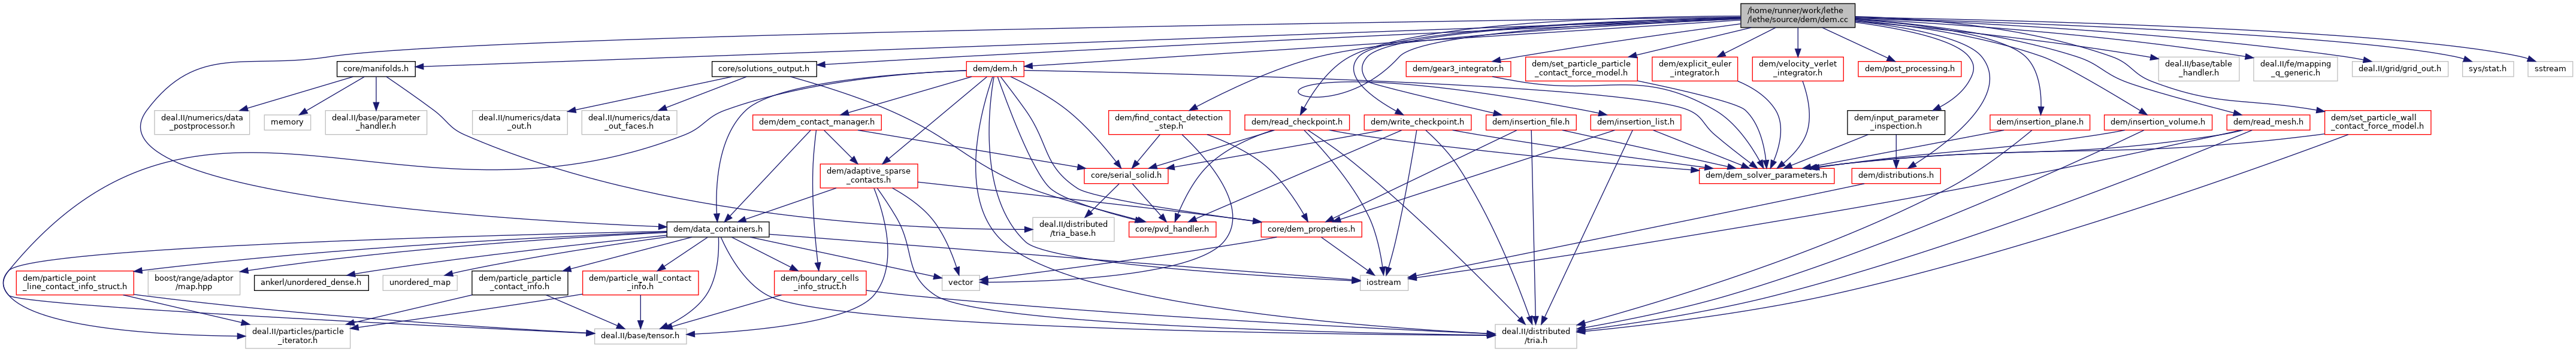 /home/runner/work/lethe
/lethe/source/dem/dem.cc
core/manifolds.h
core/solutions_output.h
dem/dem.h
dem/gear3_integrator.h
dem/set_particle_particle
_contact_force_model.h
dem/explicit_euler
_integrator.h
dem/velocity_verlet
_integrator.h
dem/post_processing.h
deal.II/base/table
_handler.h
deal.II/fe/mapping
_q_generic.h
deal.II/grid/grid_out.h
sys/stat.h
sstream
deal.II/numerics/data
_postprocessor.h
memory
deal.II/base/parameter
_handler.h
deal.II/numerics/data
_out.h
deal.II/numerics/data
_out_faces.h
dem/dem_contact_manager.h
dem/find_contact_detection
_step.h
dem/read_checkpoint.h
dem/write_checkpoint.h
dem/insertion_file.h
dem/insertion_list.h
dem/input_parameter
_inspection.h
dem/insertion_plane.h
dem/insertion_volume.h
dem/read_mesh.h
dem/set_particle_wall
_contact_force_model.h
dem/adaptive_sparse
_contacts.h
core/serial_solid.h
dem/dem_solver_parameters.h
dem/distributions.h
dem/data_containers.h
deal.II/distributed
/tria_base.h
core/pvd_handler.h
core/dem_properties.h
dem/particle_point
_line_contact_info_struct.h
boost/range/adaptor
/map.hpp
ankerl/unordered_dense.h
unordered_map
dem/particle_particle
_contact_info.h
dem/particle_wall_contact
_info.h
dem/boundary_cells
_info_struct.h
vector
iostream
deal.II/particles/particle
_iterator.h
deal.II/base/tensor.h
deal.II/distributed
/tria.h